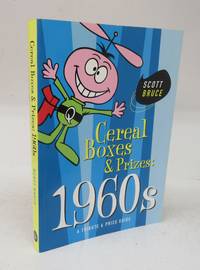 Cereal Boxes & Prizes: 1960s
SCOTT BRUCE
SCOTT
BRUCE
Cereal
Boxes
& Prizes:
1960s
A TRIBUTE & PRICE GUIDE